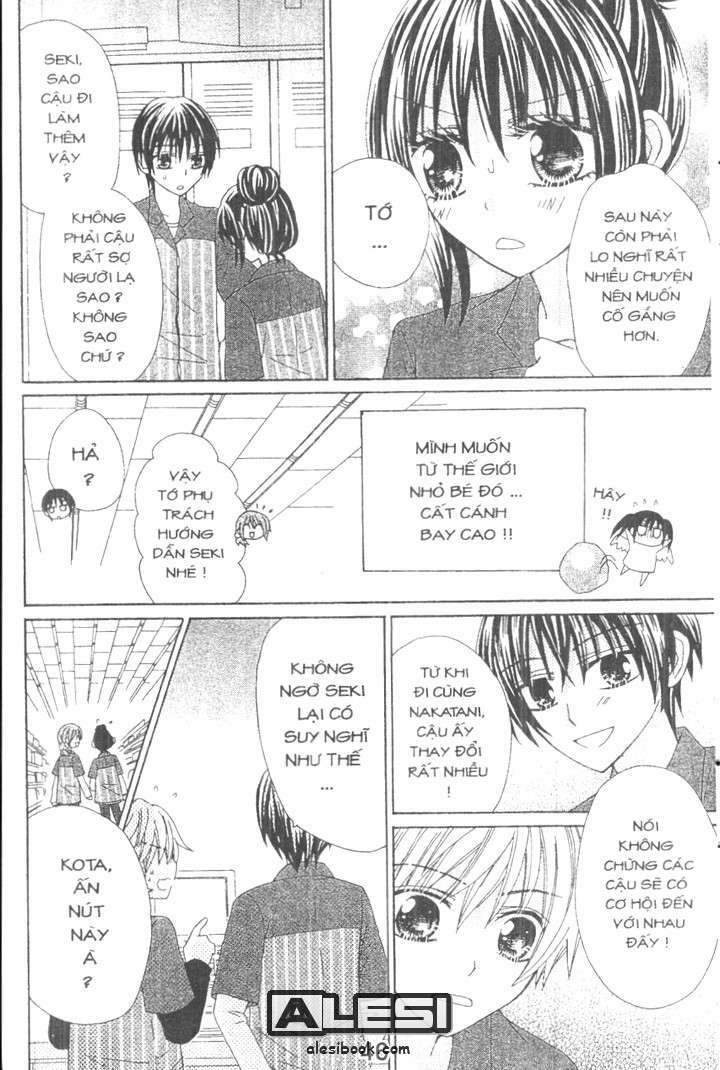 SEKI,
SAO
CẬU ĐI
LÀM
THÊM
VẬY
?
KHÔNG
PHẢI CẬU
RẤT SỢ
NGƯỜI LẠ
SAO ?
KHÔNG
SAO
CHỨ ?
TỚ
...
SAU NÀY
CÒN PHẢI
LO NGHĨ RẤT
NHIỀU CHUYỆN
NÊN MUỐN
CỐ GẮNG
HƠN.
HẢ
?
VẬY
TỚ PHỤ
TRÁCH
HƯỚNG
DẪN SEKI
NHÉ !
MÌNH MUỐN
TỪ THẾ GIỚI
NHỎ BÉ ĐÓ ...
CẤT CÁNH
BAY CAO !!
HÂY
!!
KHÔNG
NGỜ SEKI
LẠI CÓ
SUY NGHĨ
NHƯ THẾ
...
KOTA,
ẤN
NÚT
NÀY
À
?
TỪ KHI
ĐI CÙNG
NAKATANI,
CẬU ẤY
THAY ĐỔI
RẤT NHIỀU
!
NÓI
KHÔNG
CHỪNG CÁC
CẬU SẼ CÓ
CƠ HỘI ĐẾN
VỚI NHAU
ĐẤY !
ALESI
alesibook.com